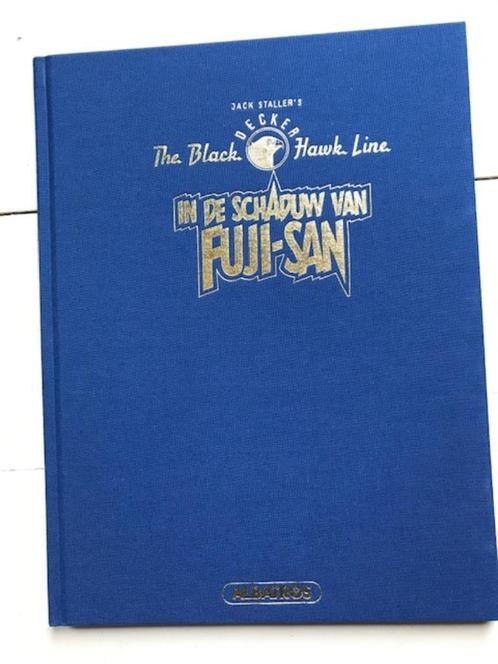 JACK STALLER'S
DECKER
The Black Hawk Line
IN DE SCHADUW VAN
FUJI-SAN
ALBATROS